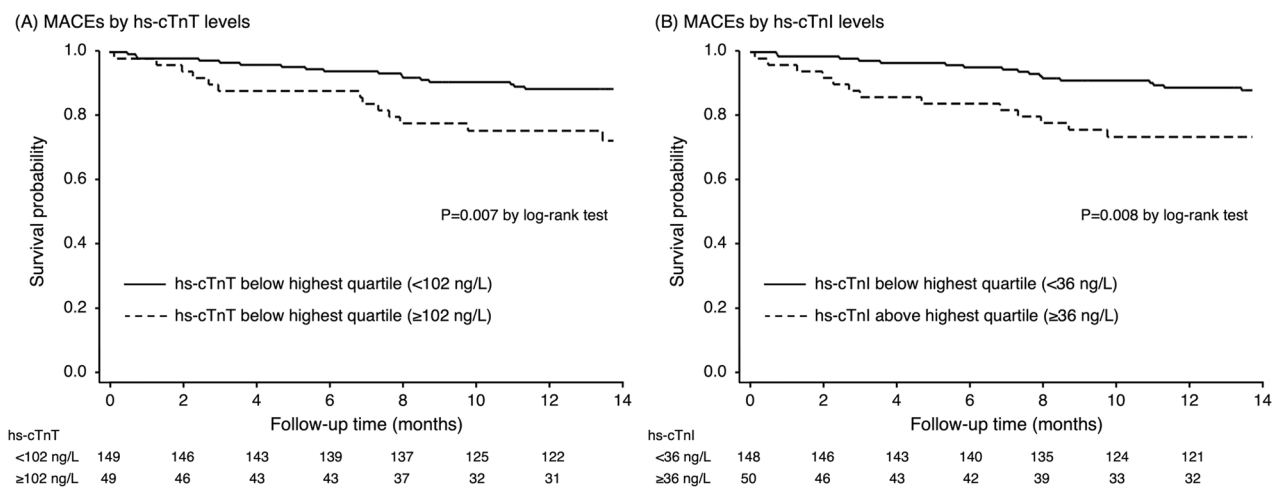 (A) MACEs by hs-cTnT levels
1.0
0.8
0.6
0.4
0.2
0.0
Survival probability
P=0.007 by log-rank test
hs-cTnT below highest quartile (<102 ng/L)
hs-cTnT below highest quartile (≥102 ng/L)
0 2 4 6 8 10 12 14
Follow-up time (months)
hs-cTnT
<102 ng/L 149 146 143 139 137 125 122
≥102 ng/L 49 46 43 43 37 32 31
(B) MACEs by hs-cTnI levels
1.0
0.8
0.6
0.4
0.2
0.0
Survival probability
P=0.008 by log-rank test
hs-cTnI below highest quartile (<36 ng/L)
hs-cTnI above highest quartile (≥36 ng/L)
0 2 4 6 8 10 12 14
Follow-up time (months)
hs-cTnI
<36 ng/L 148 146 143 140 135 124 121
≥36 ng/L 50 46 43 42 39 33 32